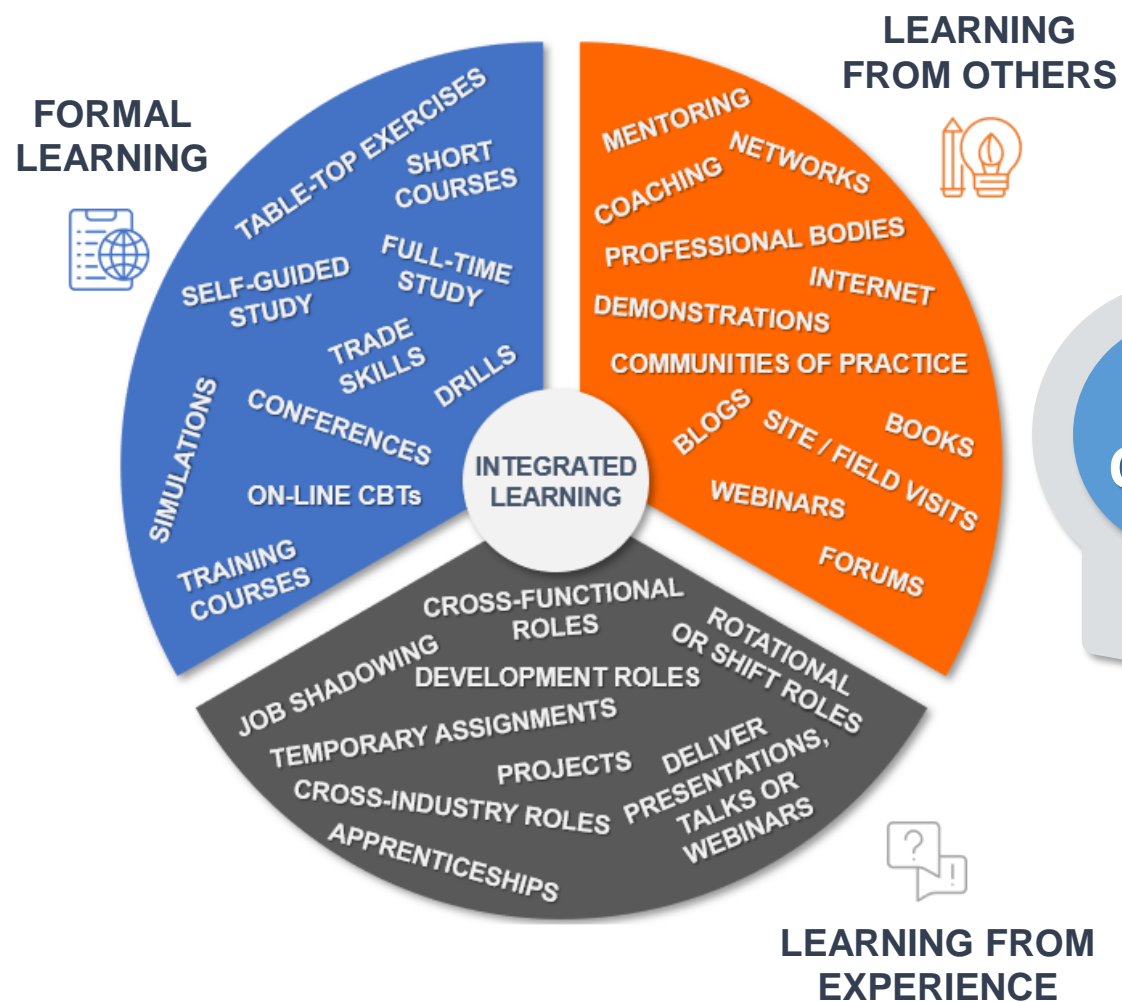 FORMAL
LEARNING
TABLE-TOP EXERCISES
SHORT
COURSES
SELF-GUIDED
STUDY
FULL-TIME
STUDY
TRADE
SKILLS
DRILLS
SIMULATIONS
CONFERENCES
ON-LINE CBTs
TRAINING
COURSES
INTEGRATED
LEARNING
LEARNING
FROM OTHERS
MENTORING
NETWORKS
COACHING
PROFESSIONAL BODIES
INTERNET
DEMONSTRATIONS
COMMUNITIES OF PRACTICE
BLOGS
BOOKS
SITE / FIELD VISITS
WEBINARS
FORUMS
CROSS-FUNCTIONAL
ROLES
ROTATIONAL
OR SHIFT ROLES
JOB SHADOWING
DEVELOPMENT ROLES
TEMPORARY ASSIGNMENTS
PROJECTS
DELIVER
PRESENTATIONS,
TALKS OR
WEBINARS
CROSS-INDUSTRY ROLES
APPRENTICESHIPS
?
!
LEARNING FROM
EXPERIENCE